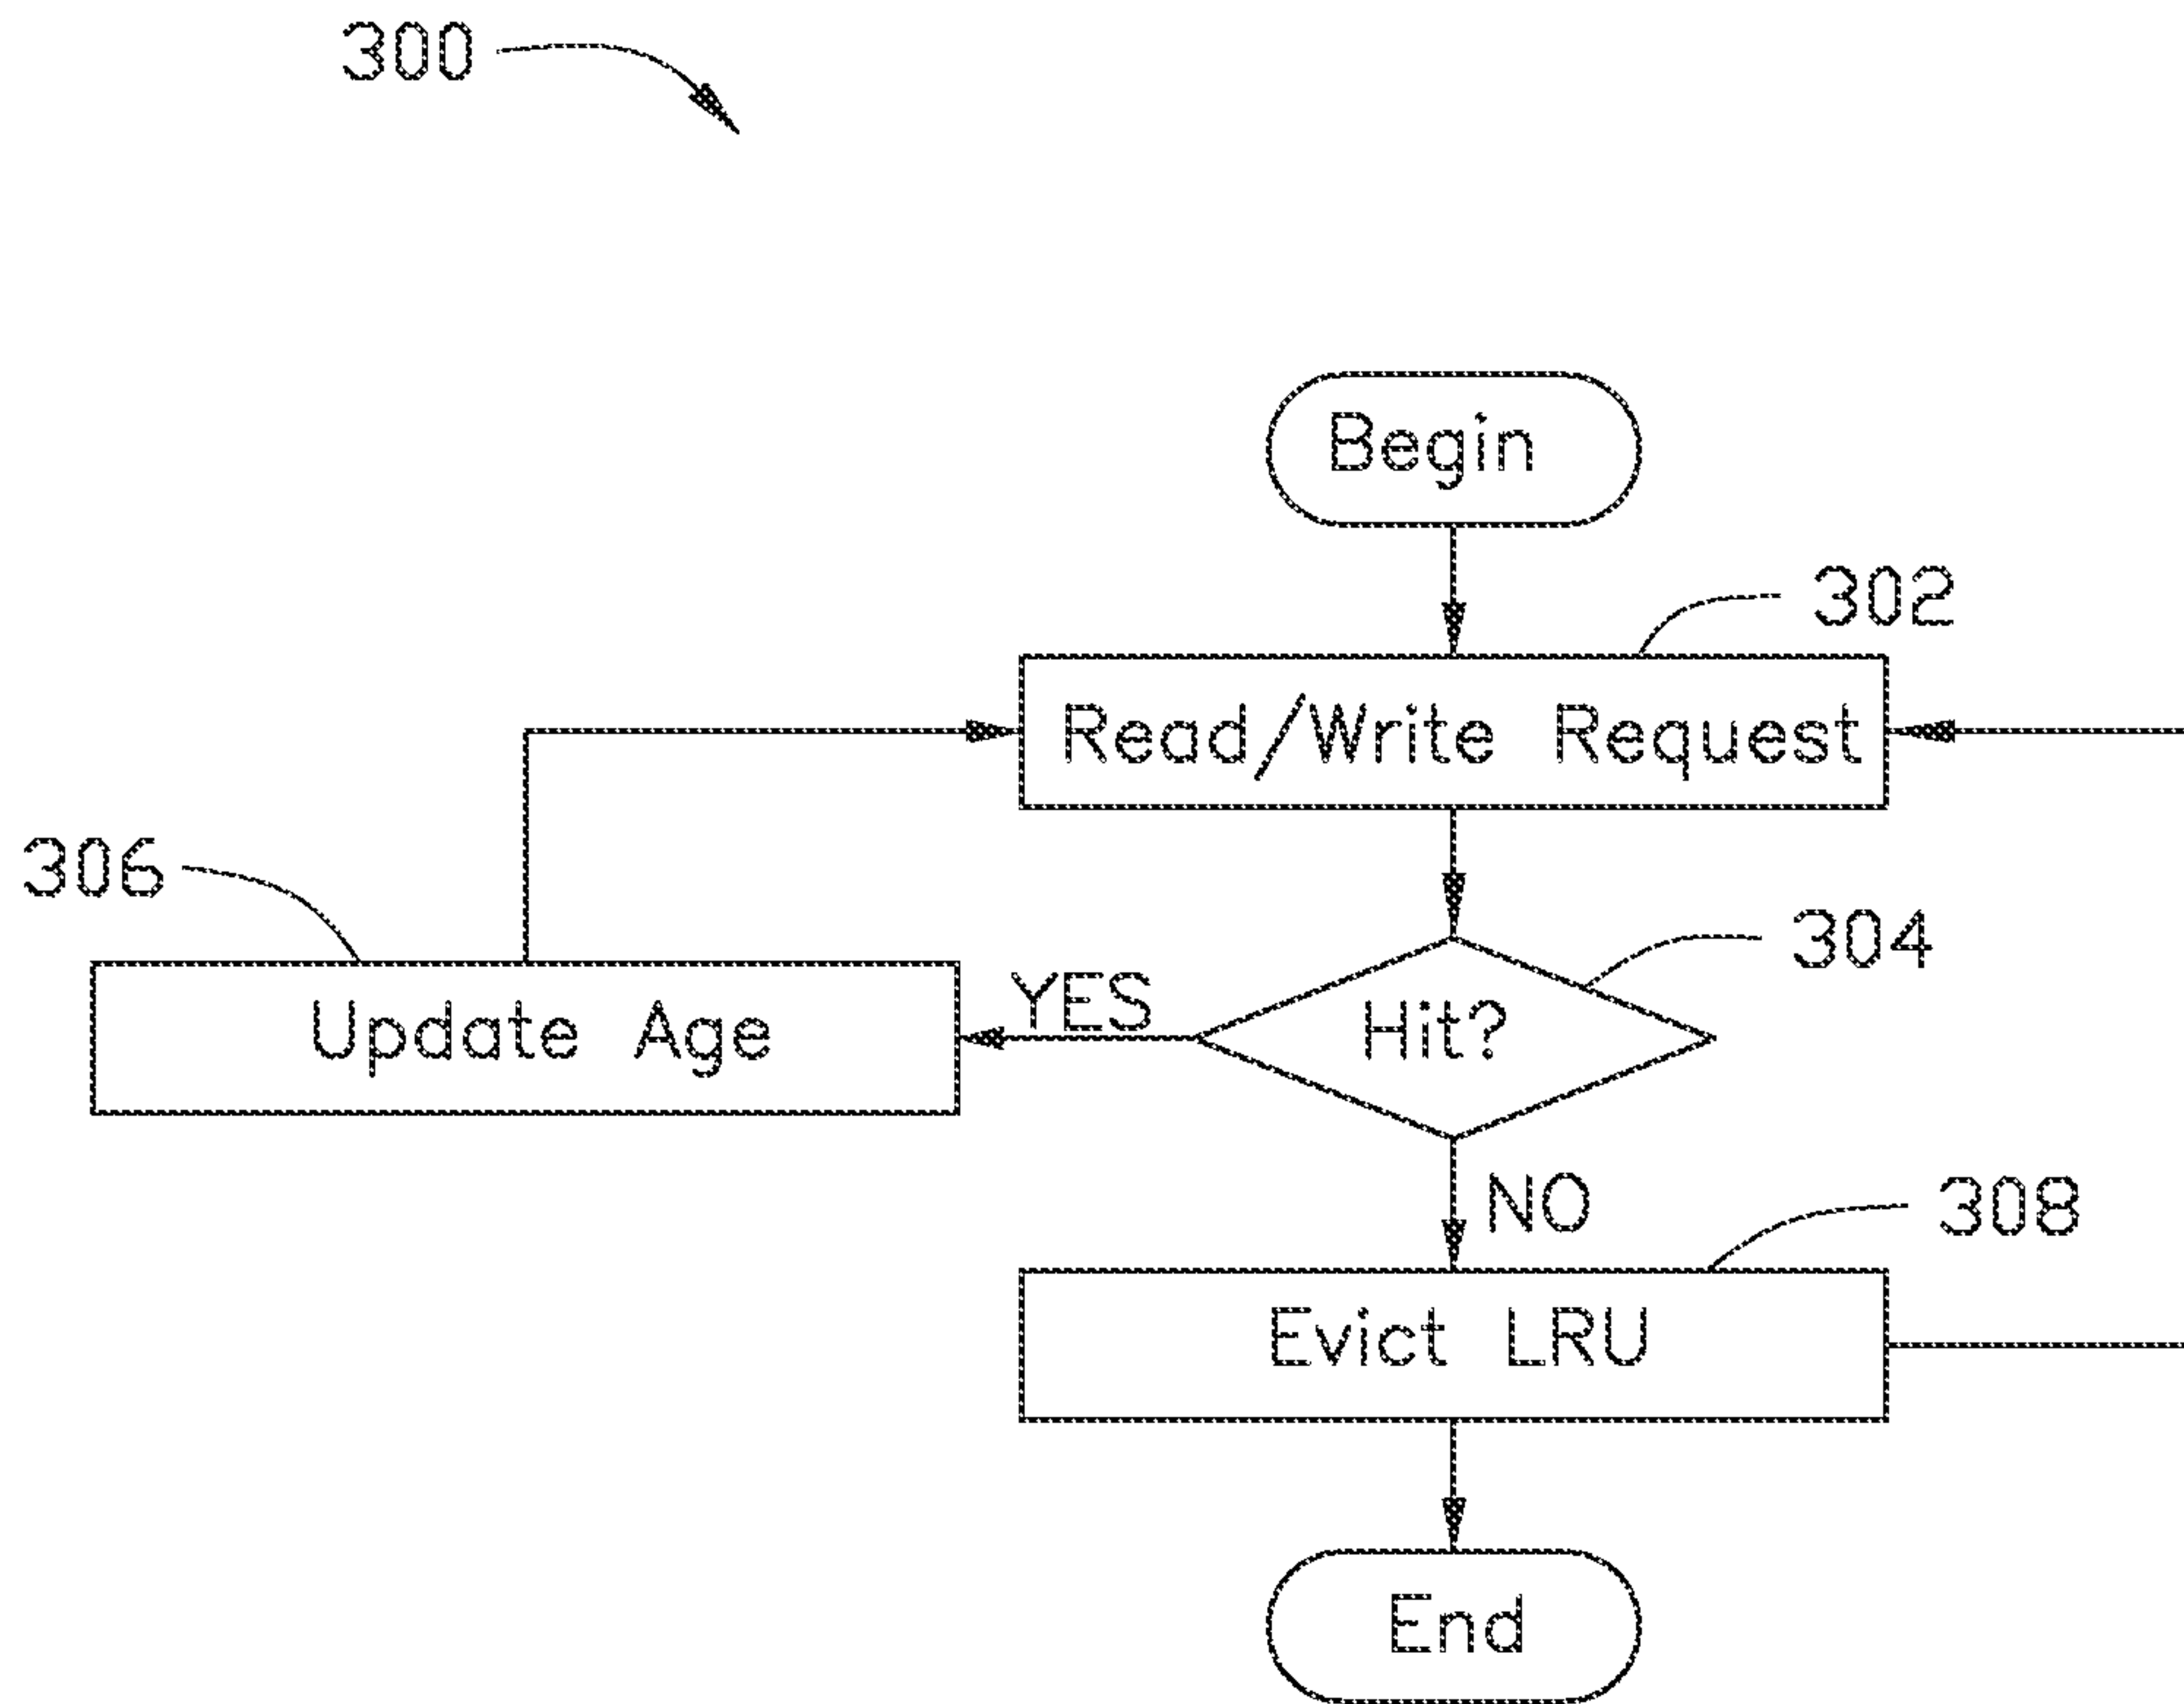 300
Begin
302
Read/Write Request
306
304
YES
Hit?
Update Age
NO
308
Evict LRU
End